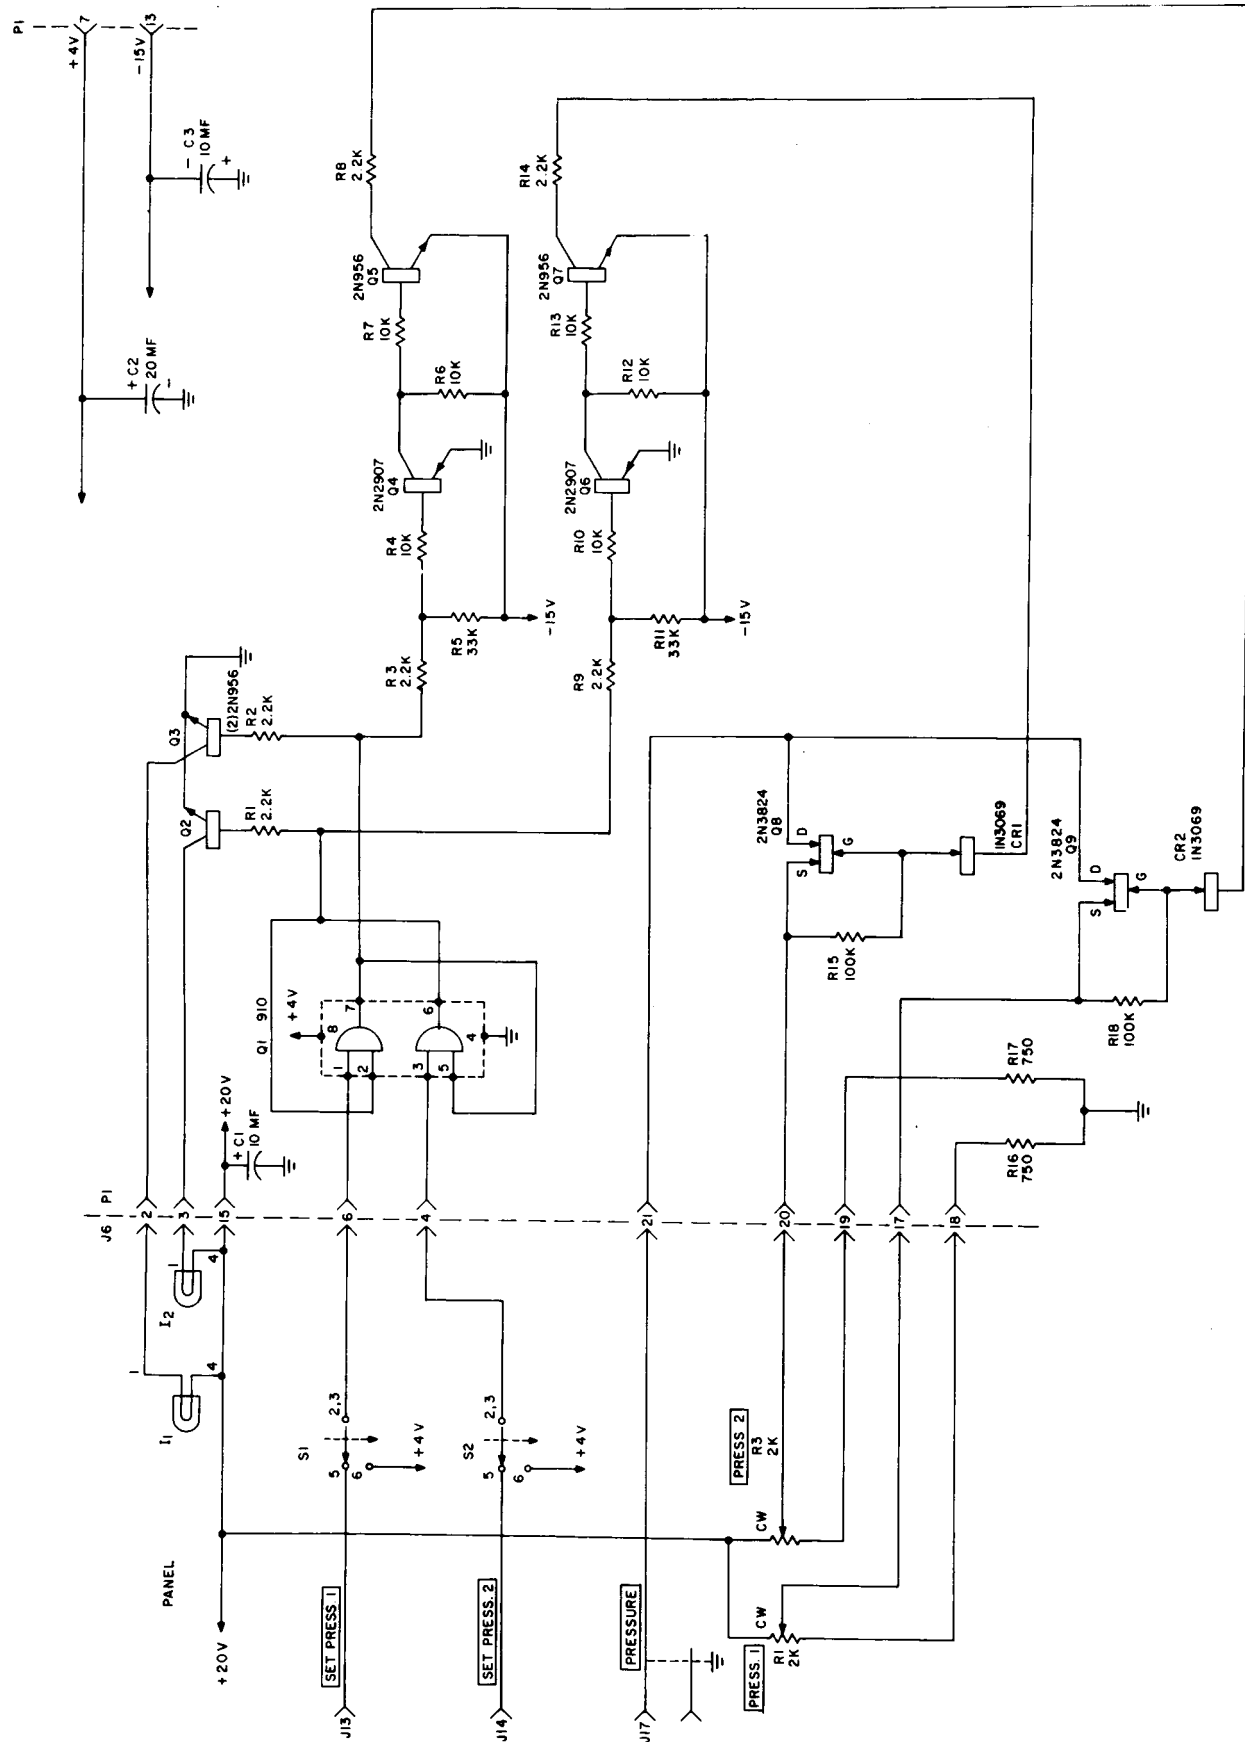 P1
7
+4V
13
-15V
- C3
10 MF
+
+ C2
20 MF
-
R8
2.2K
2N956
Q5
R7
10K
R6
10K
2N2907
Q4
R4
10K
R5
33K
-15V
R3
2.2K
R14
2.2K
2N956
Q7
R13
10K
R12
10K
2N2907
Q6
R10
10K
R11
33K
-15V
R9
2.2K
Q3
(2)2N956
R2
2.2K
Q2
R1
2.2K
Q1 910
+4V
8
7
1
2
6
3
5
4
+20V
+ C1
10 MF
J6
P1
2
3
15
6
4
21
20
19
17
18
I2
1
4
I1
1
4
PANEL
+20V
S1
2,3
5
6
+4V
S2
2,3
5
6
+4V
J13
SET PRESS. 1
J14
SET PRESS. 2
J17
PRESSURE
PRESS. 2
R3
2K
CW
PRESS. 1
R1
2K
CW
2N3824
Q8
S
D
G
R15
100K
1N3069
CR1
2N3824
Q9
S
D
G
R18
100K
CR2
1N3069
R17
750
R16
750